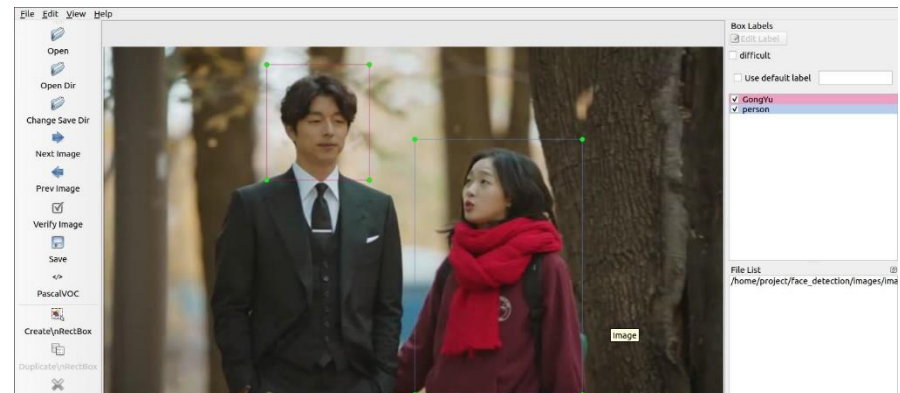 File Edit View Help
Open
Open Dir
Change Save Dir
Next Image
Prev Image
Verify Image
Save
</>
PascalVOC
Create\nRectBox
Duplicate\nRectBox
Image
Box Labels
Edit Label
difficult
Use default label
GongYu
person
File List
/home/project/face_detection/images/ima